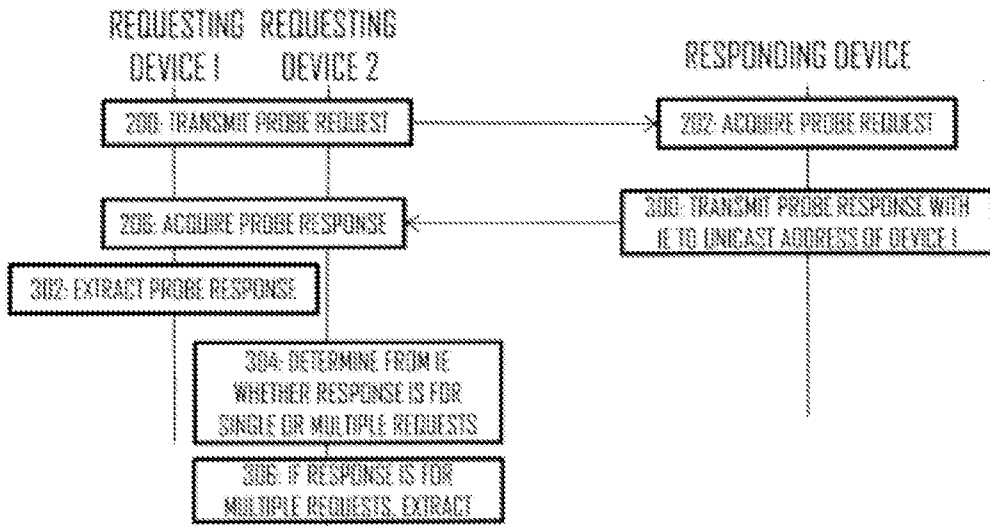 REQUESTING REQUESTING
DEVICE 1 DEVICE 2
RESPONDING DEVICE
200: TRANSMIT PROBE REQUEST
202: ACQUIRE PROBE REQUEST
206: ACQUIRE PROBE RESPONSE
300: TRANSMIT PROBE RESPONSE WITH
IE TO UNICAST ADDRESS OF DEVICE 1
302: EXTRACT PROBE RESPONSE
304: DETERMINE FROM IE
WHETHER RESPONSE IS FOR
SINGLE OR MULTIPLE REQUESTS
306: IF RESPONSE IS FOR
MULTIPLE REQUESTS, EXTRACT